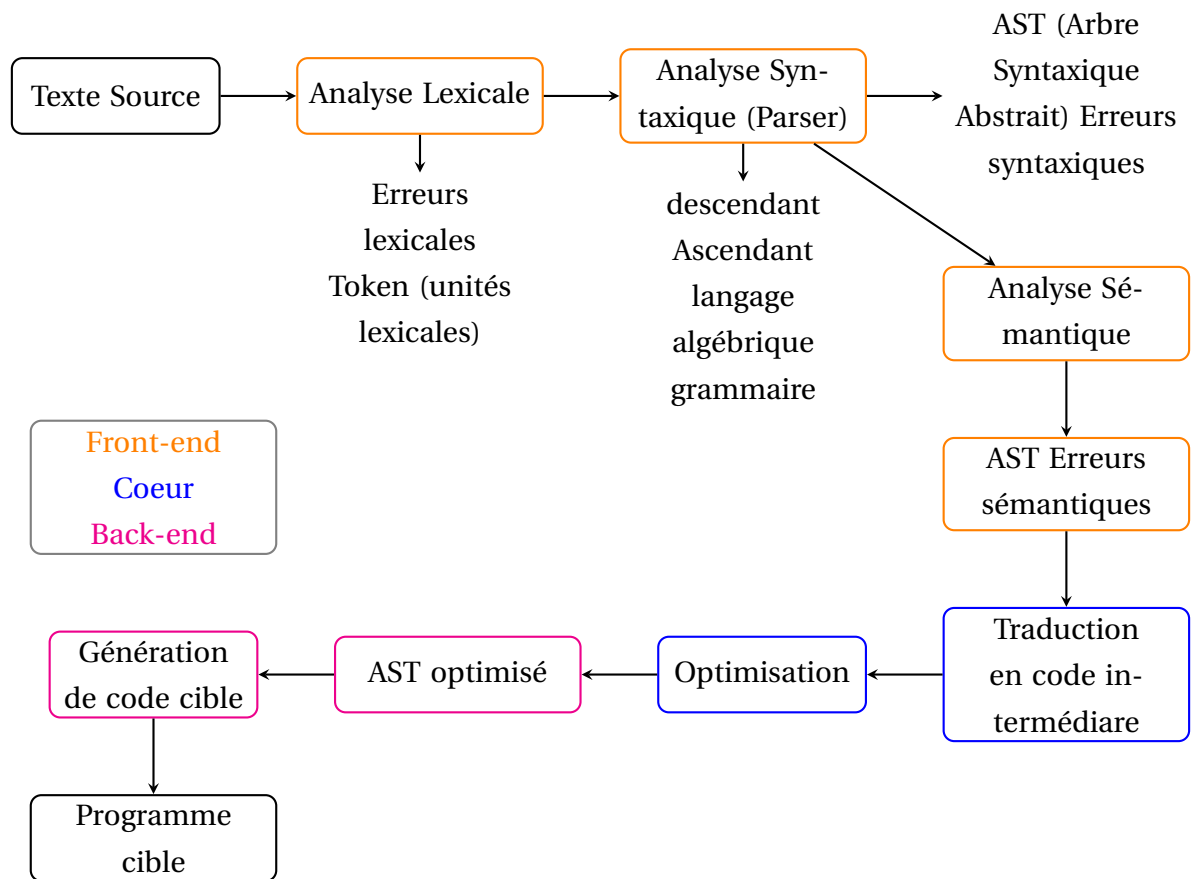 Texte Source
Analyse Lexicale
Analyse Syn-
taxique (Parser)
AST (Arbre
Syntaxique
Abstrait) Erreurs
syntaxiques
Erreurs
lexicales
Token (unités
lexicales)
descendant
Ascendant
langage
algébrique
grammaire
Analyse Sé-
mantique
Front-end
Coeur
Back-end
AST Erreurs
sémantiques
Génération
de code cible
AST optimisé
Optimisation
Traduction
en code in-
termédiare
Programme
cible